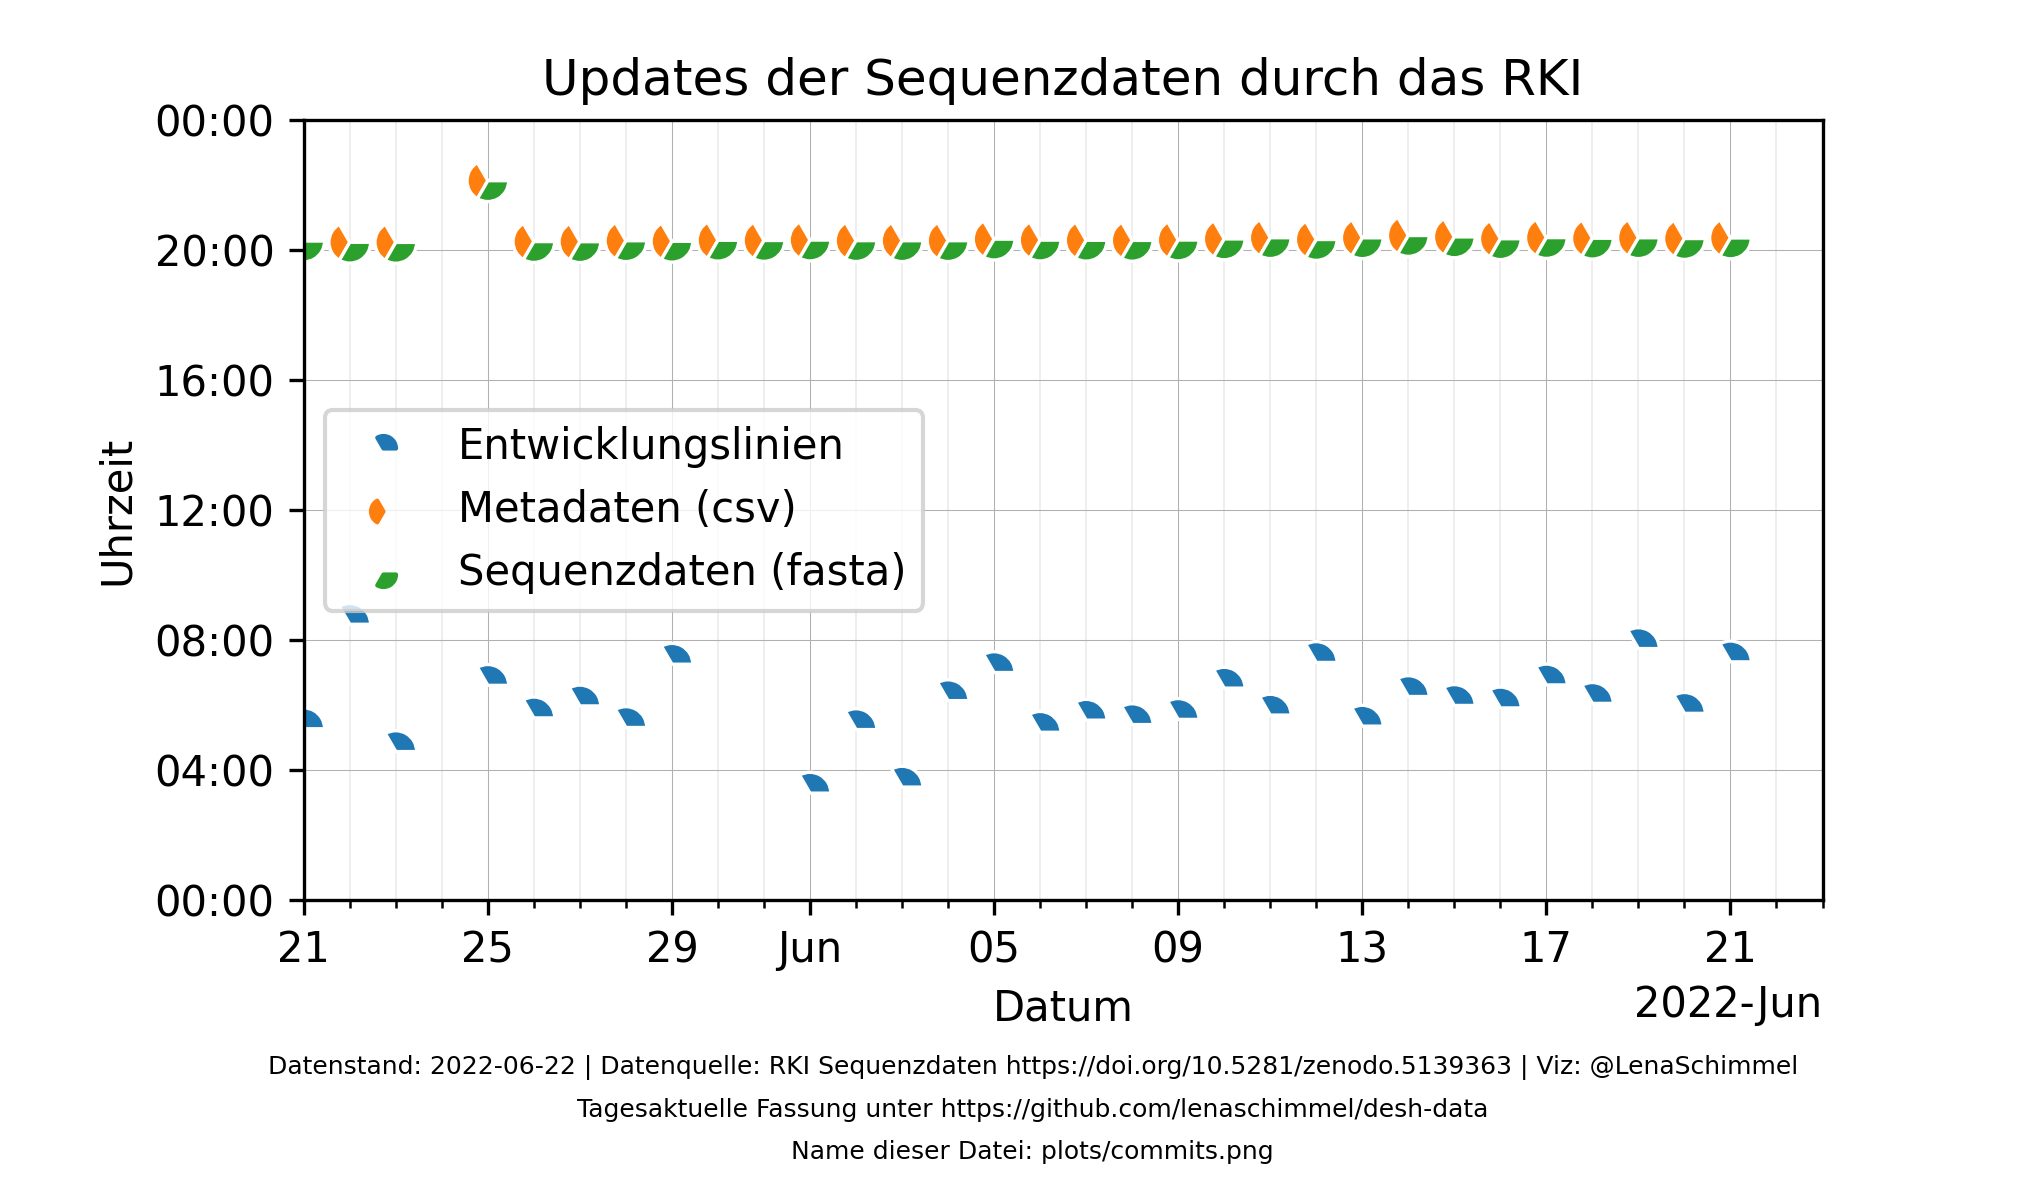 Updates der Sequenzdaten durch das RKI
00:00
20:00
16:00
12:00
08:00
04:00
00:00
Uhrzeit
Entwicklungslinien
Metadaten (csv)
Sequenzdaten (fasta)
21 25 29 Jun 05 09 13 17 21
Datum
2022-Jun
Datenstand: 2022-06-22 | Datenquelle: RKI Sequenzdaten https://doi.org/10.5281/zenodo.5139363 | Viz: @LenaSchimmel
Tagesaktuelle Fassung unter https://github.com/lenaschimmel/desh-data
Name dieser Datei: plots/commits.png